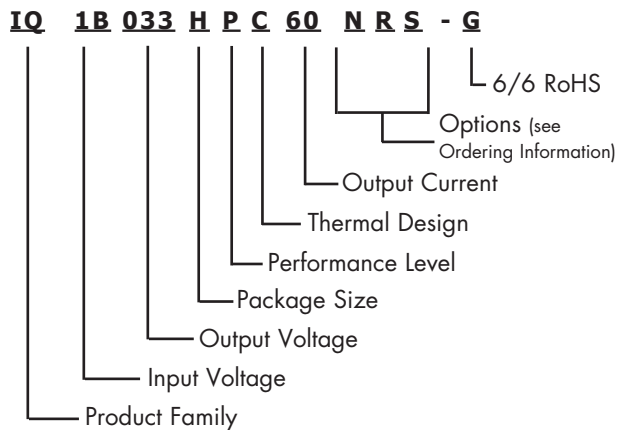 IQ 1B 033 H P C 60 N R S - G
6/6 RoHS
Options (see
Ordering Information)
Output Current
Thermal Design
Performance Level
Package Size
Output Voltage
Input Voltage
Product Family